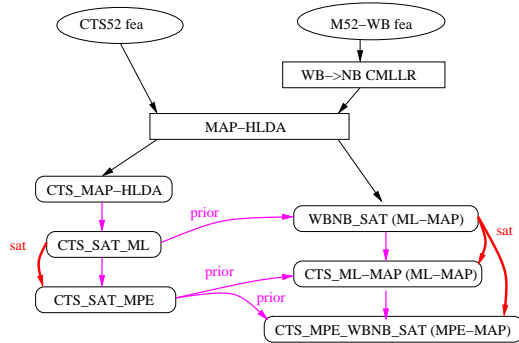 CTS52 fea
M52–WB fea
WB–>NB CMLLR
MAP–HLDA
CTS_MAP–HLDA
prior
WBNB_SAT (ML–MAP)
sat
CTS_SAT_ML
sat
prior
CTS_ML–MAP (ML–MAP)
CTS_SAT_MPE
prior
CTS_MPE_WBNB_SAT (MPE–MAP)